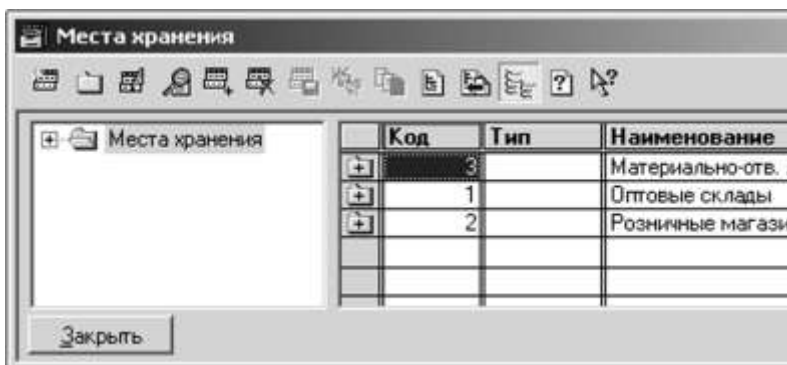 Места хранения
Места хранения
Код Тип Наименование
3 Материально-отв.
1 Оптовые склады
2 Розничные магази
Закрыть